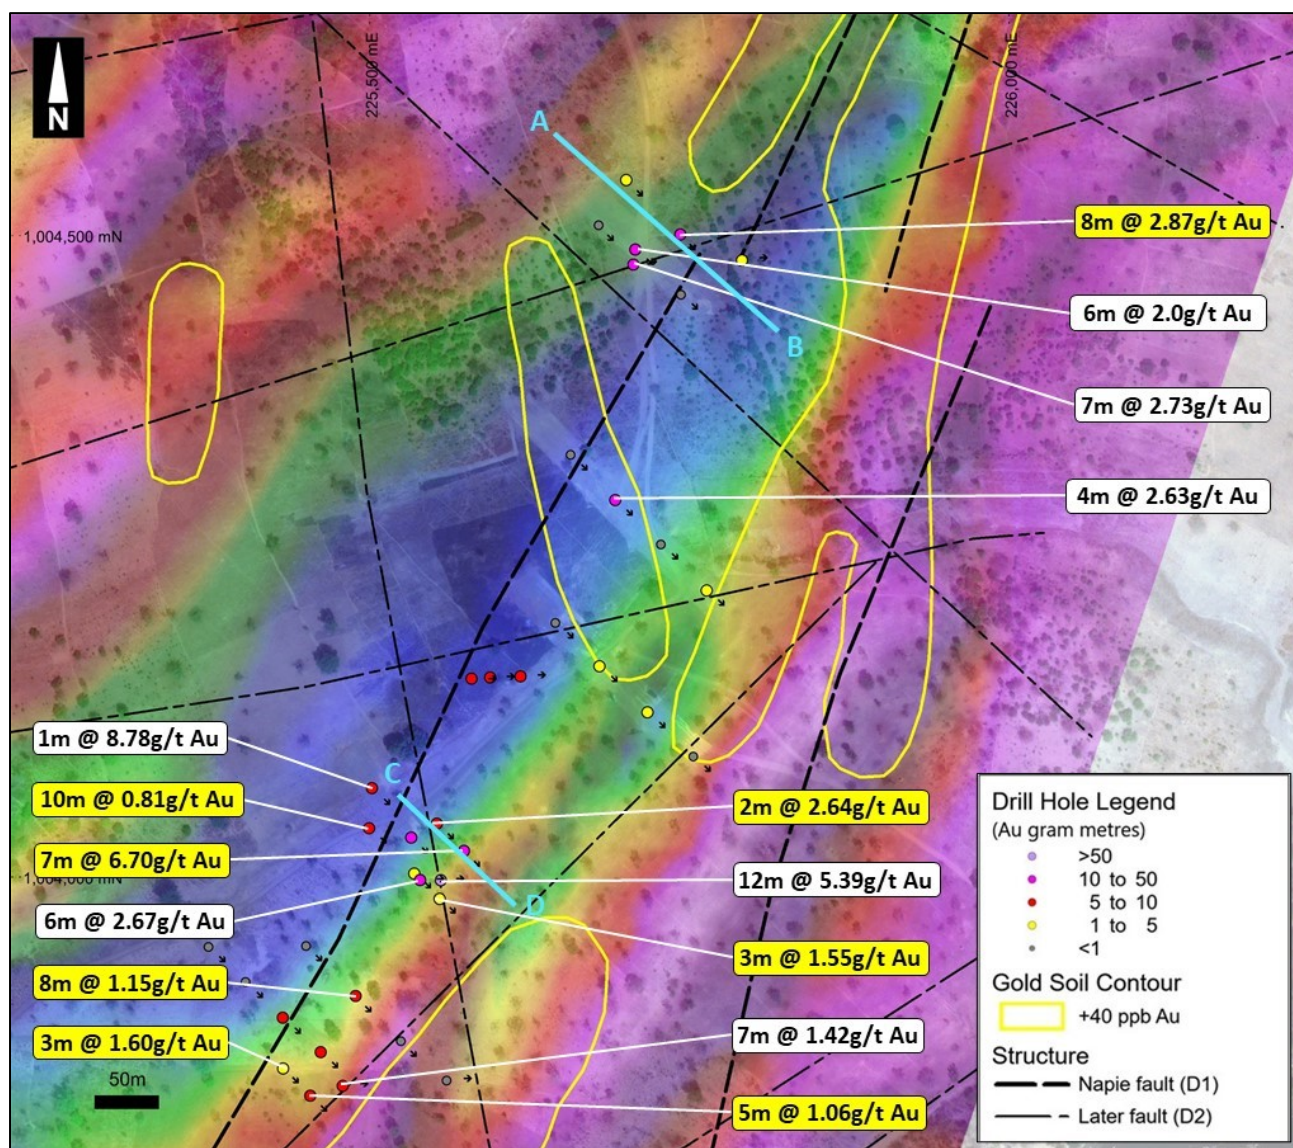 N
225,500 mE
226,000 mE
A
1,004,500 mN
8m @ 2.87g/t Au
6m @ 2.0g/t Au
B
7m @ 2.73g/t Au
4m @ 2.63g/t Au
1m @ 8.78g/t Au
C
10m @ 0.81g/t Au
2m @ 2.64g/t Au
7m @ 6.70g/t Au
1,004,000 mN
12m @ 5.39g/t Au
6m @ 2.67g/t Au
D
3m @ 1.55g/t Au
8m @ 1.15g/t Au
7m @ 1.42g/t Au
3m @ 1.60g/t Au
50m
5m @ 1.06g/t Au
Drill Hole Legend
(Au gram metres)
>50
10 to 50
5 to 10
1 to 5
<1
Gold Soil Contour
+40 ppb Au
Structure
Napie fault (D1)
Later fault (D2)